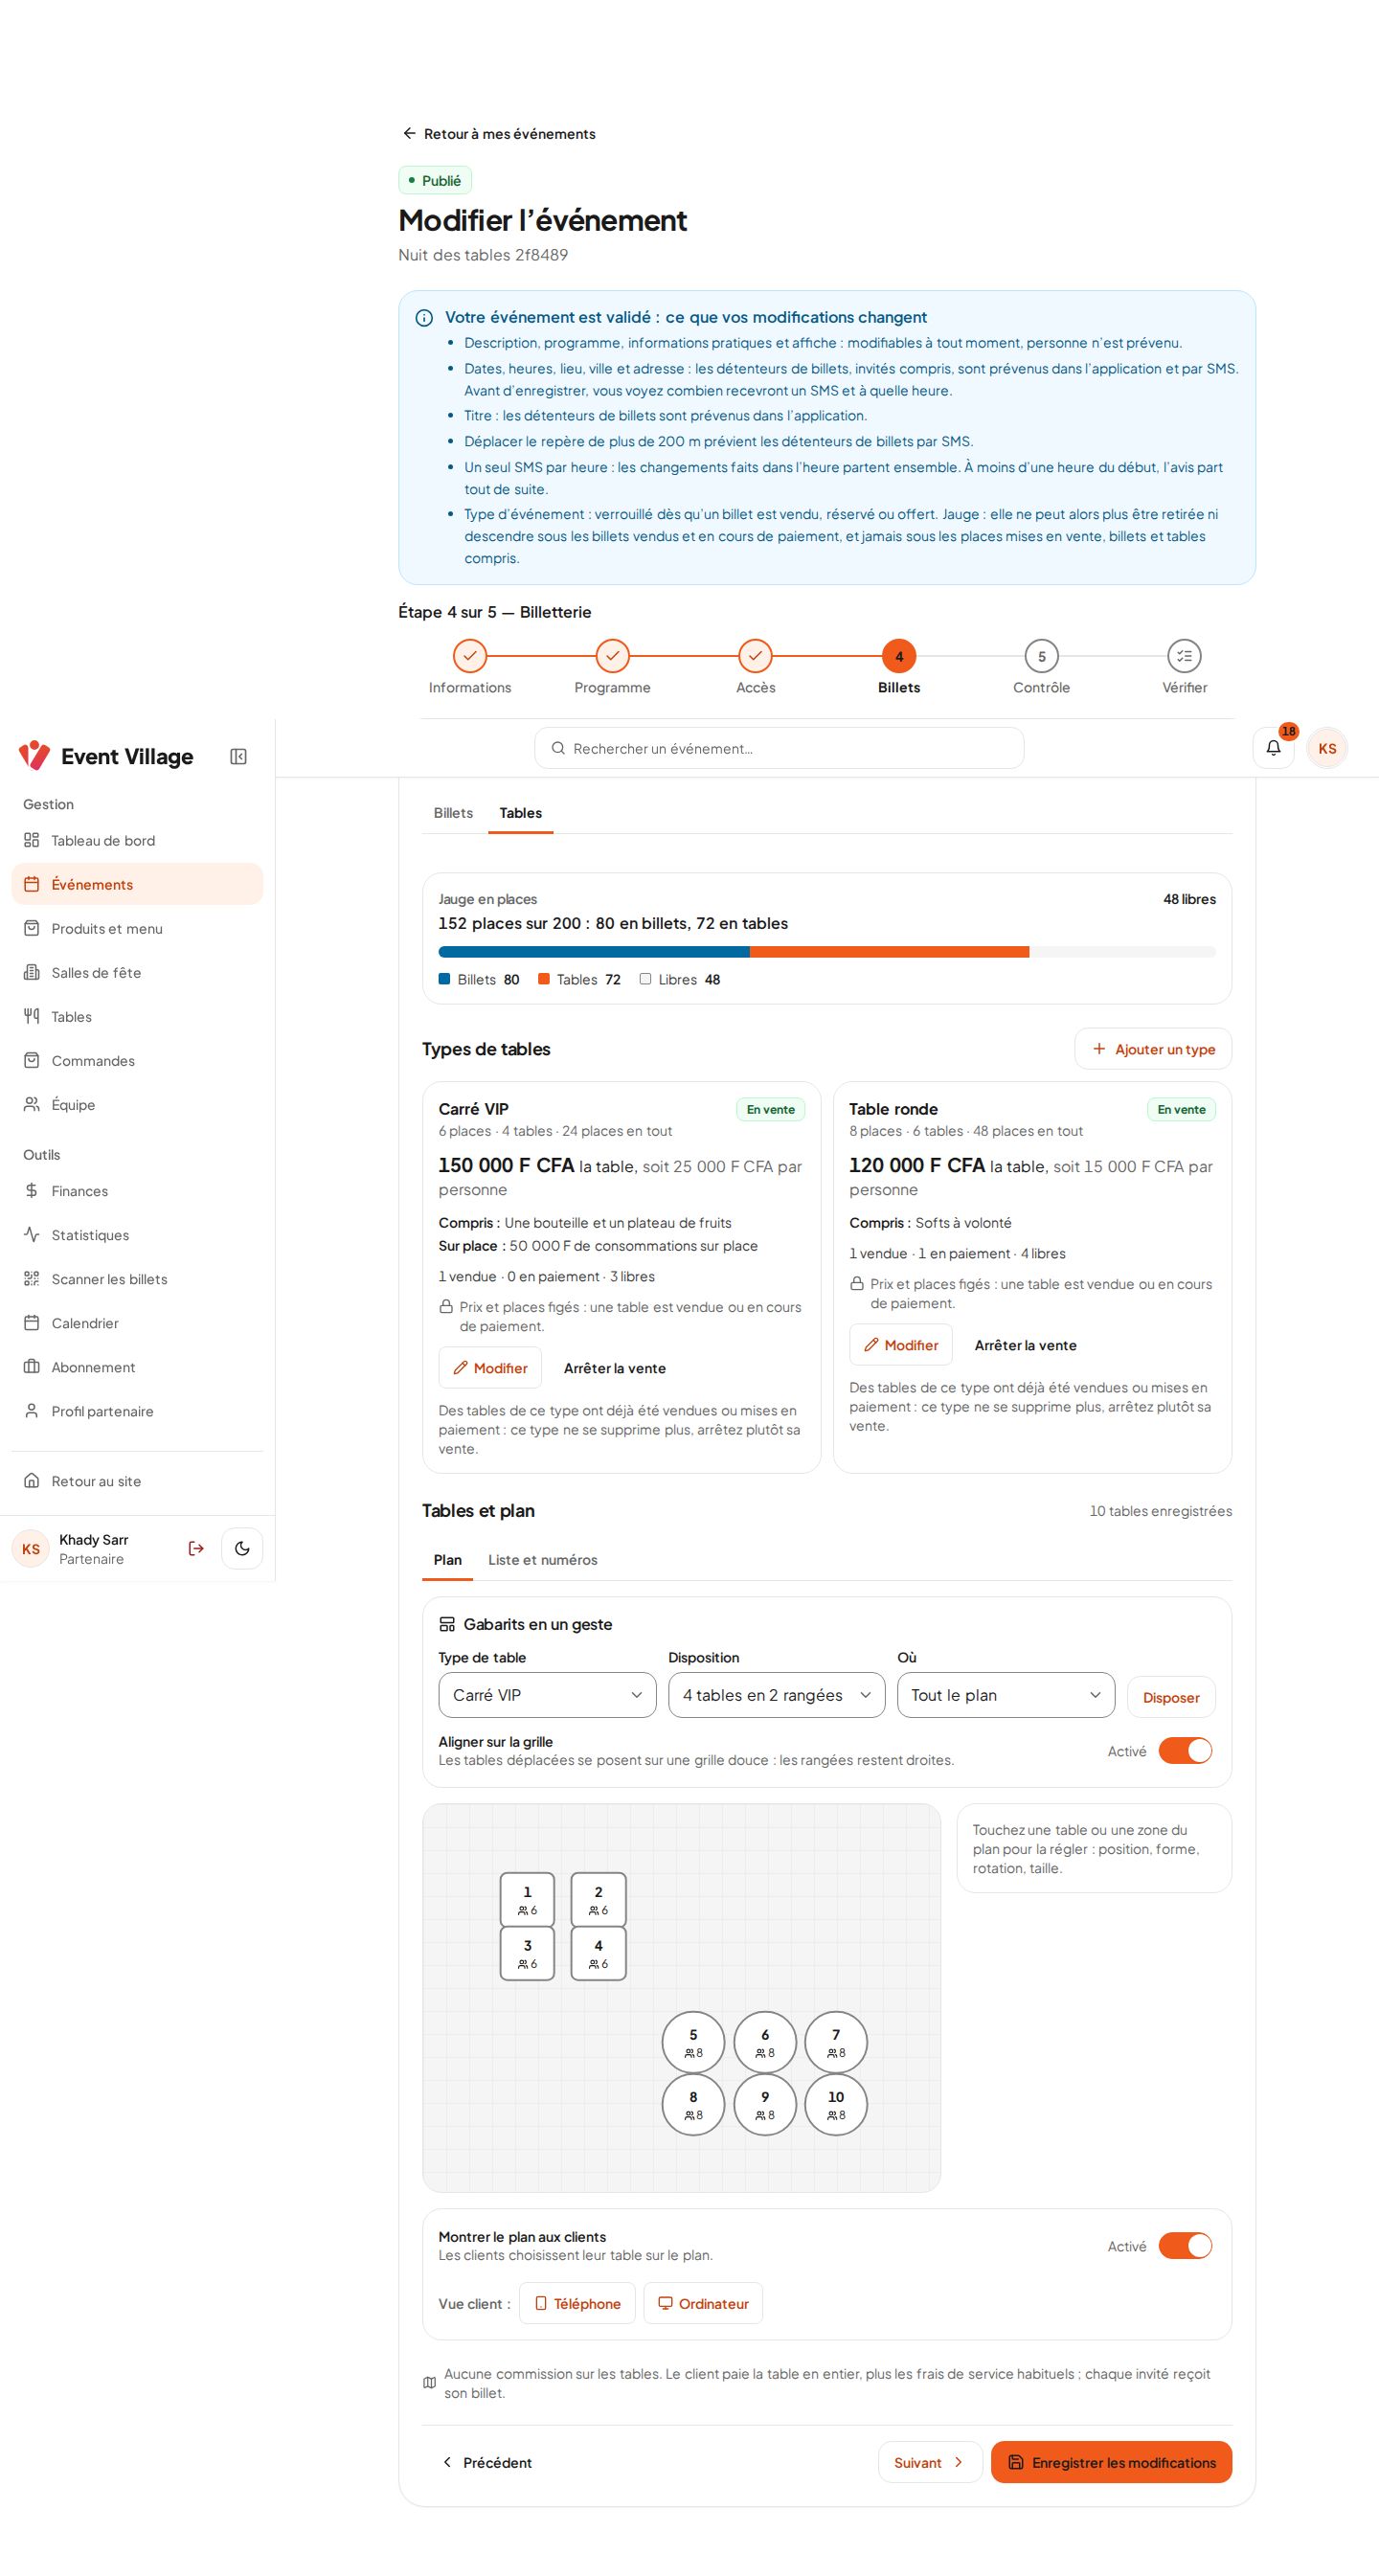 Retour à mes événements
Publié
Modifier l’événement
Nuit des tables 2f8489
Votre événement est validé : ce que vos modifications changent
Description, programme, informations pratiques et affiche : modifiables à tout moment, personne n’est prévenu.
Dates, heures, lieu, ville et adresse : les détenteurs de billets, invités compris, sont prévenus dans l’application et par SMS.
Avant d’enregistrer, vous voyez combien recevront un SMS et à quelle heure.
Titre : les détenteurs de billets sont prévenus dans l’application.
Déplacer le repère de plus de 200 m prévient les détenteurs de billets par SMS.
Un seul SMS par heure : les changements faits dans l’heure partent ensemble. À moins d’une heure du début, l’avis part
tout de suite.
Type d’événement : verrouillé dès qu’un billet est vendu, réservé ou offert. Jauge : elle ne peut alors plus être retirée ni
descendre sous les billets vendus et en cours de paiement, et jamais sous les places mises en vente, billets et tables
compris.
Étape 4 sur 5 — Billetterie
4
5
Informations
Programme
Accès
Billets
Contrôle
Vérifier
Event Village
Rechercher un événement…
18
KS
Gestion
Tableau de bord
Événements
Produits et menu
Salles de fête
Tables
Commandes
Équipe
Outils
Finances
Statistiques
Scanner les billets
Calendrier
Abonnement
Profil partenaire
Retour au site
KS
Khady Sarr
Partenaire
Billets
Tables
Jauge en places
48 libres
152 places sur 200 : 80 en billets, 72 en tables
Billets 80
Tables 72
Libres 48
Types de tables
Ajouter un type
Carré VIP
En vente
6 places · 4 tables · 24 places en tout
150 000 F CFA la table, soit 25 000 F CFA par
personne
Compris : Une bouteille et un plateau de fruits
Sur place : 50 000 F de consommations sur place
1 vendue · 0 en paiement · 3 libres
Prix et places figés : une table est vendue ou en cours
de paiement.
Modifier
Arrêter la vente
Des tables de ce type ont déjà été vendues ou mises en
paiement : ce type ne se supprime plus, arrêtez plutôt sa
vente.
Table ronde
En vente
8 places · 6 tables · 48 places en tout
120 000 F CFA la table, soit 15 000 F CFA par
personne
Compris : Softs à volonté
1 vendue · 1 en paiement · 4 libres
Prix et places figés : une table est vendue ou en cours
de paiement.
Modifier
Arrêter la vente
Des tables de ce type ont déjà été vendues ou mises en
paiement : ce type ne se supprime plus, arrêtez plutôt sa
vente.
Tables et plan
10 tables enregistrées
Plan
Liste et numéros
Gabarits en un geste
Type de table
Disposition
Où
Carré VIP
4 tables en 2 rangées
Tout le plan
Disposer
Aligner sur la grille
Les tables déplacées se posent sur une grille douce : les rangées restent droites.
Activé
1
6
2
6
3
6
4
6
5
8
6
8
7
8
8
8
9
8
10
8
Touchez une table ou une zone du
plan pour la régler : position, forme,
rotation, taille.
Montrer le plan aux clients
Les clients choisissent leur table sur le plan.
Activé
Vue client :
Téléphone
Ordinateur
Aucune commission sur les tables. Le client paie la table en entier, plus les frais de service habituels ; chaque invité reçoit
son billet.
Précédent
Suivant
Enregistrer les modifications